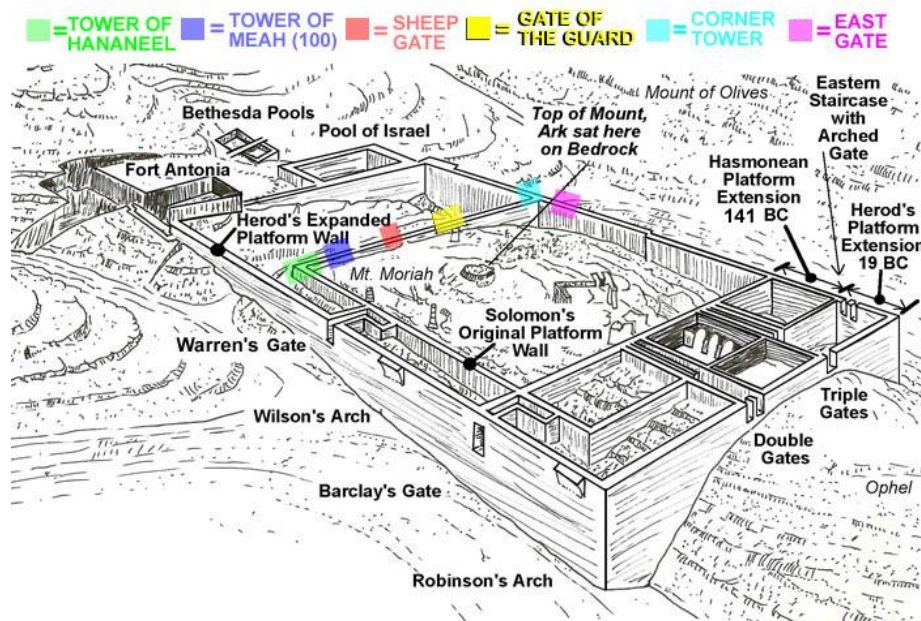 =TOWER OF HANANEEL
=TOWER OF MEAH (100)
=SHEEP GATE
=GATE OF THE GUARD
=CORNER TOWER
=EAST GATE
Mount of Olives
Eastern
Staircase
with
Arched
Gate
Bethesda Pools
Pool of Israel
Top of Mount,
Ark sat here
on Bedrock
Hasmonean
Platform
Extension
141 BC
Fort Antonia
Herod's
Platform
Extension
19 BC
Herod's Expanded
Platform Wall
Mt. Moriah
Solomon's
Original Platform
Wall
Warren's Gate
Wilson's Arch
Triple
Gates
Double
Gates
Ophel
Barclay's Gate
Robinson's Arch